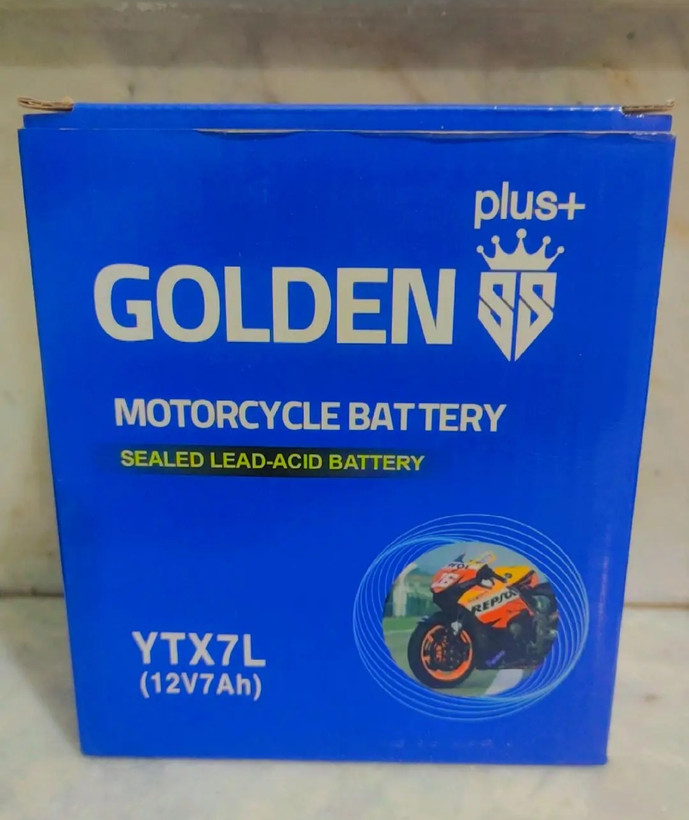 plus+
GOLDEN SS
MOTORCYCLE BATTERY
SEALED LEAD-ACID BATTERY
REPSOL
YTX7L
(12V7Ah)